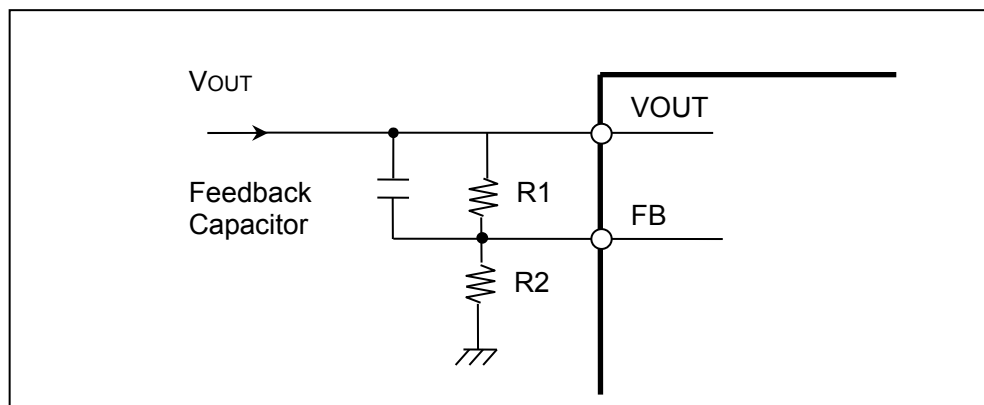 VOUT
VOUT
Feedback
Capacitor
R1
FB
R2